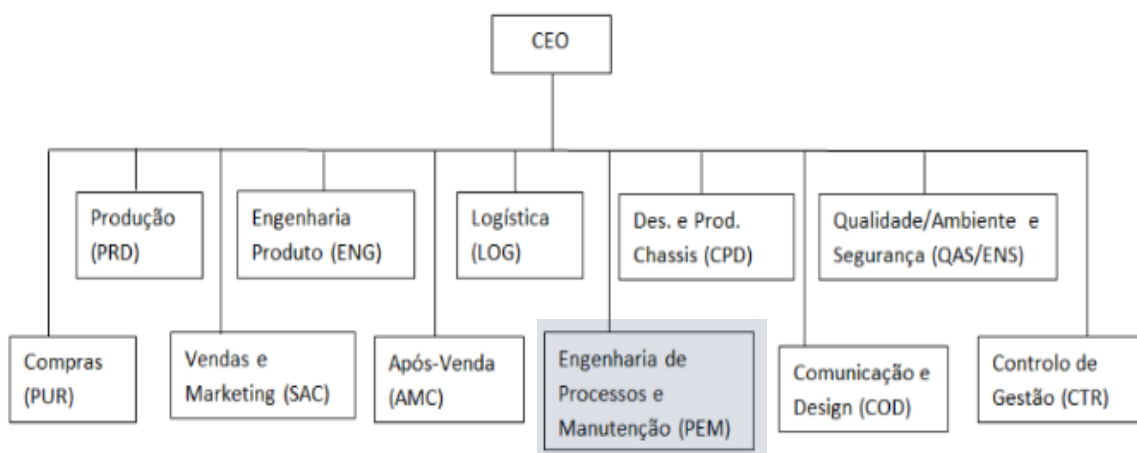 CEO
Produção
(PRD)
Engenharia
Produto (ENG)
Logística
(LOG)
Des. e Prod.
Chassis (CPD)
Qualidade/Ambiente e
Segurança (QAS/ENS)
Compras
(PUR)
Vendas e
Marketing (SAC)
Após-Venda
(AMC)
Engenharia de
Processos e
Manutenção (PEM)
Comunicação e
Design (COD)
Controlo de
Gestão (CTR)